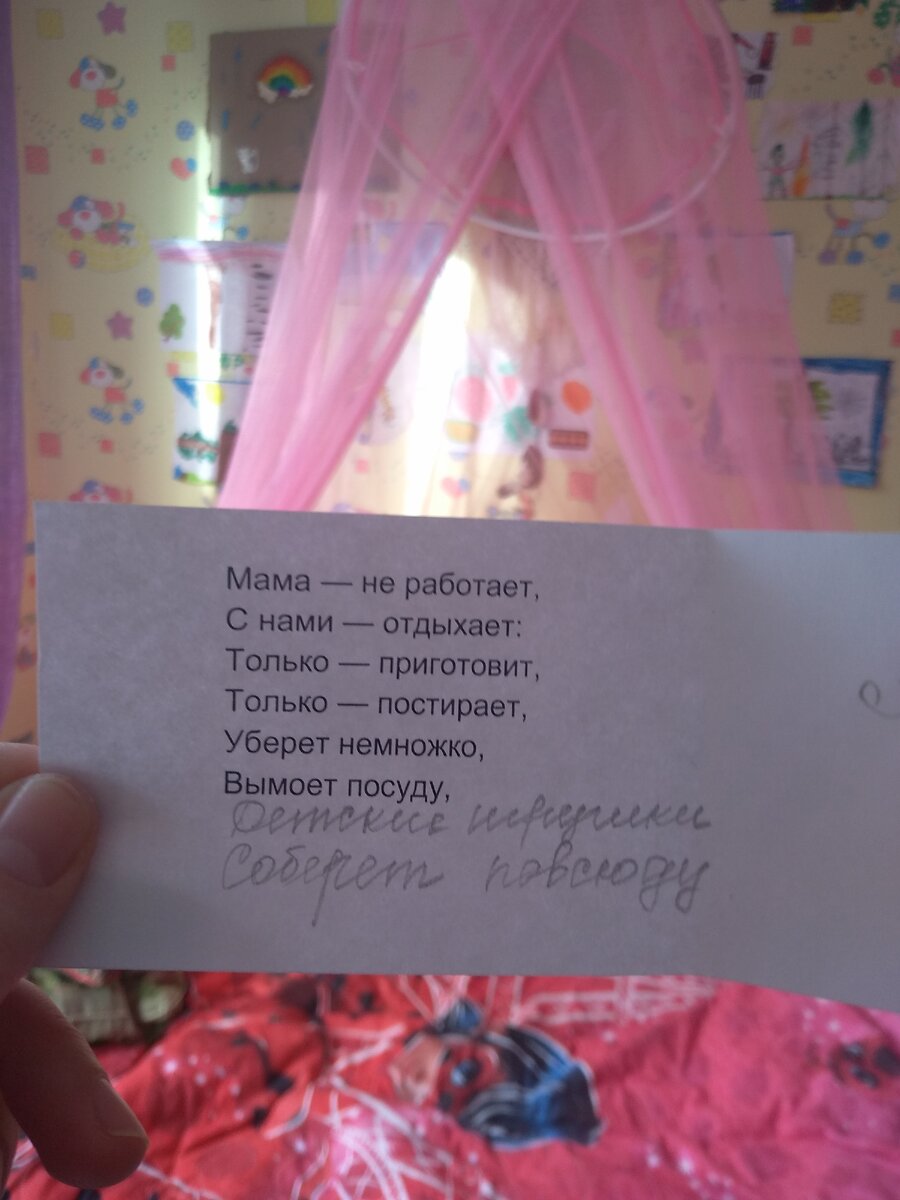 Мама — не работает,
С нами — отдыхает:
Только — приготовит,
Только — постирает,
Уберет немножко,
Вымоет посуду,
Детские игрушки
Соберет повсюду